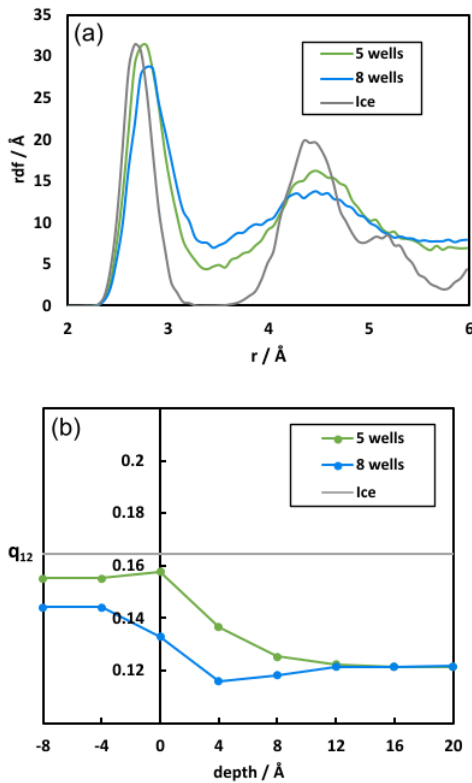 (a)
35
30
25
20
15
10
5
0
rdf / Å
5 wells
8 wells
Ice
2 3 4 5 6
r / Å
(b)
5 wells
8 wells
Ice
0.2
0.18
0.16
0.14
0.12
q12
-8 -4 0 4 8 12 16 20
depth / Å